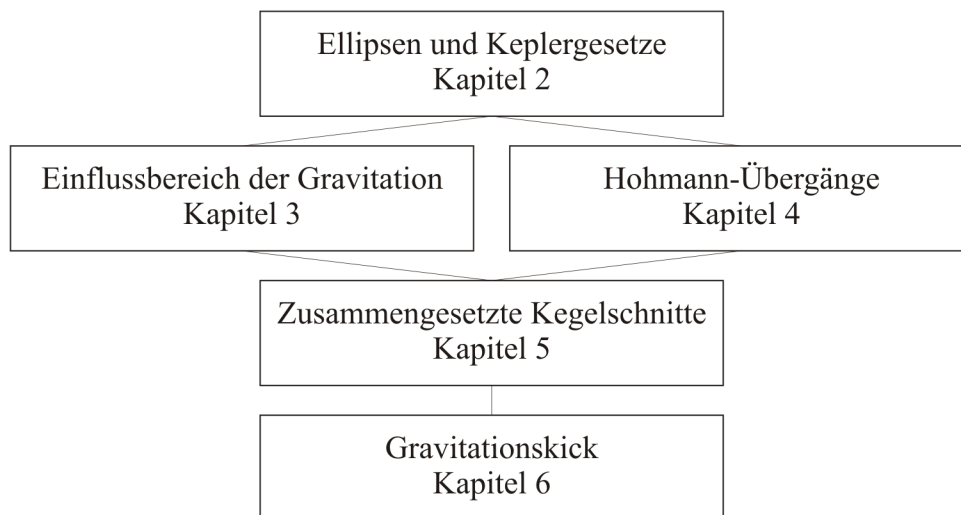 Ellipsen und Keplergesetze
Kapitel 2
Einflussbereich der Gravitation
Kapitel 3
Hohmann-Übergänge
Kapitel 4
Zusammengesetzte Kegelschnitte
Kapitel 5
Gravitationskick
Kapitel 6